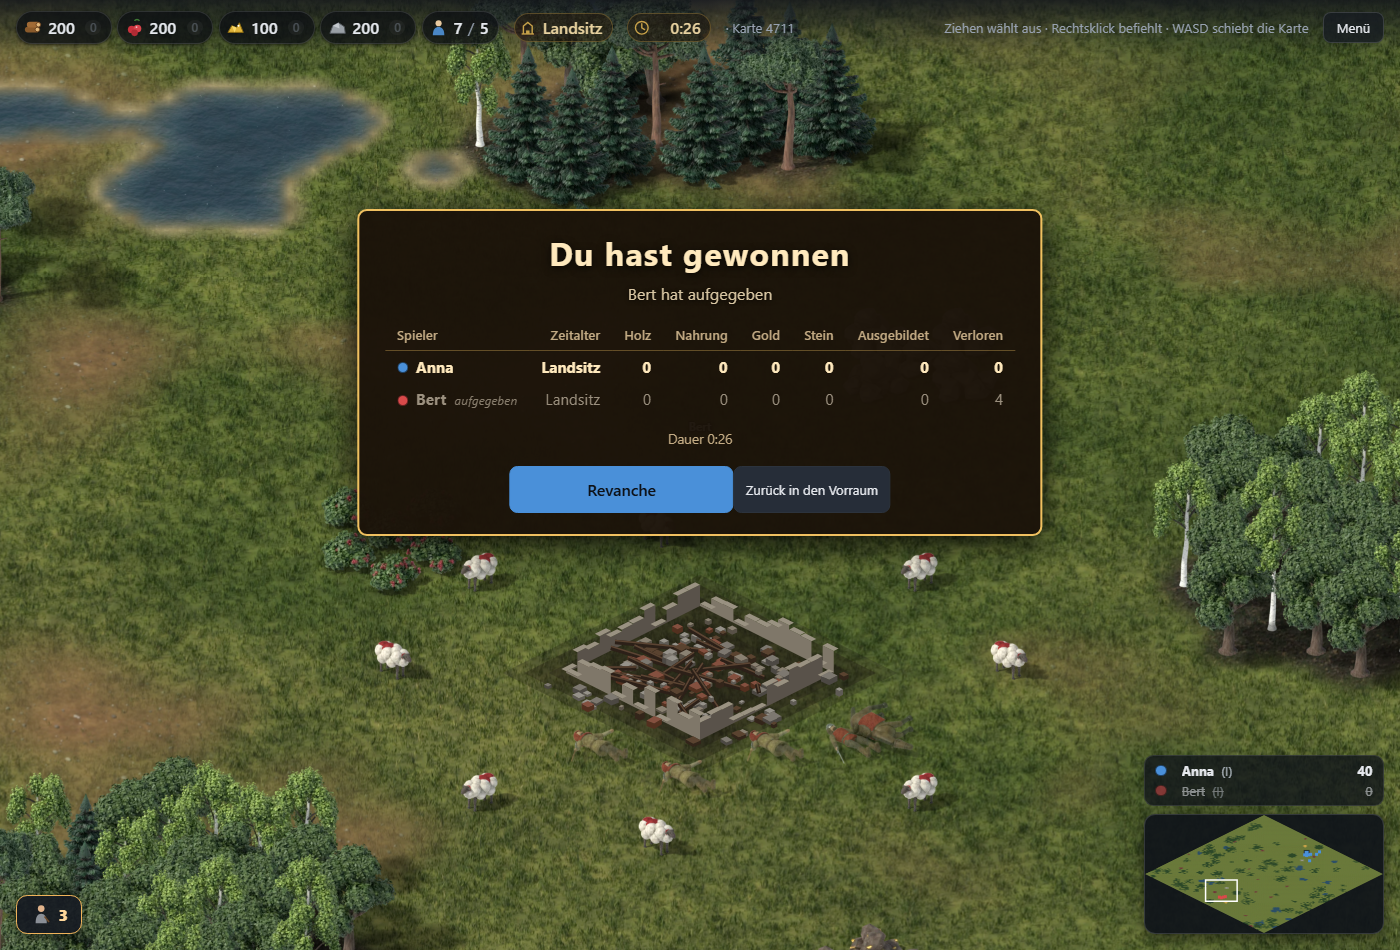 200 0 200 0 100 0 200 0 7 / 5 Landsitz 0:26 · Karte 4711 Ziehen wählt aus · Rechtsklick befiehlt · WASD schiebt die Karte Menü
Du hast gewonnen
Bert hat aufgegeben
Spieler Zeitalter Holz Nahrung Gold Stein Ausgebildet Verloren
Anna Landsitz 0 0 0 0 0 0
Bert aufgegeben Landsitz 0 0 0 0 0 4
Dauer 0:26
Revanche Zurück in den Vorraum
Anna (I) 40
Bert (I) 0
3